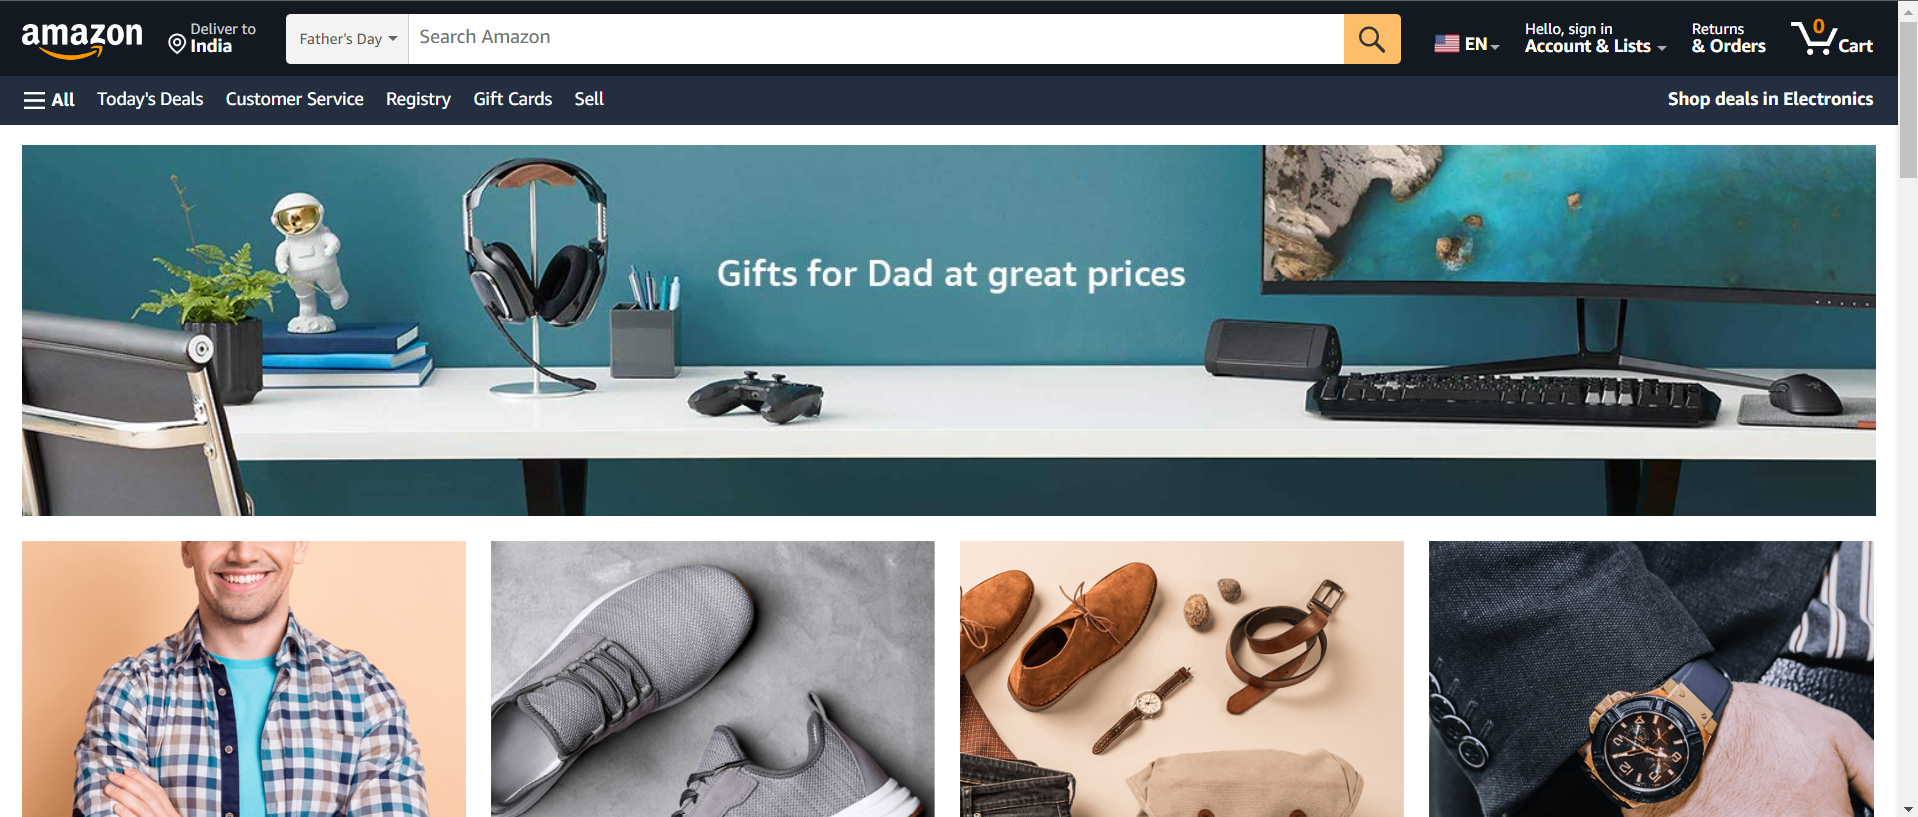 amazon
Deliver to
India
Father's Day
Search Amazon
EN
Hello, sign in
Account & Lists
Returns
& Orders
0
Cart
All
Today's Deals
Customer Service
Registry
Gift Cards
Sell
Shop deals in Electronics
Gifts for Dad at great prices
12